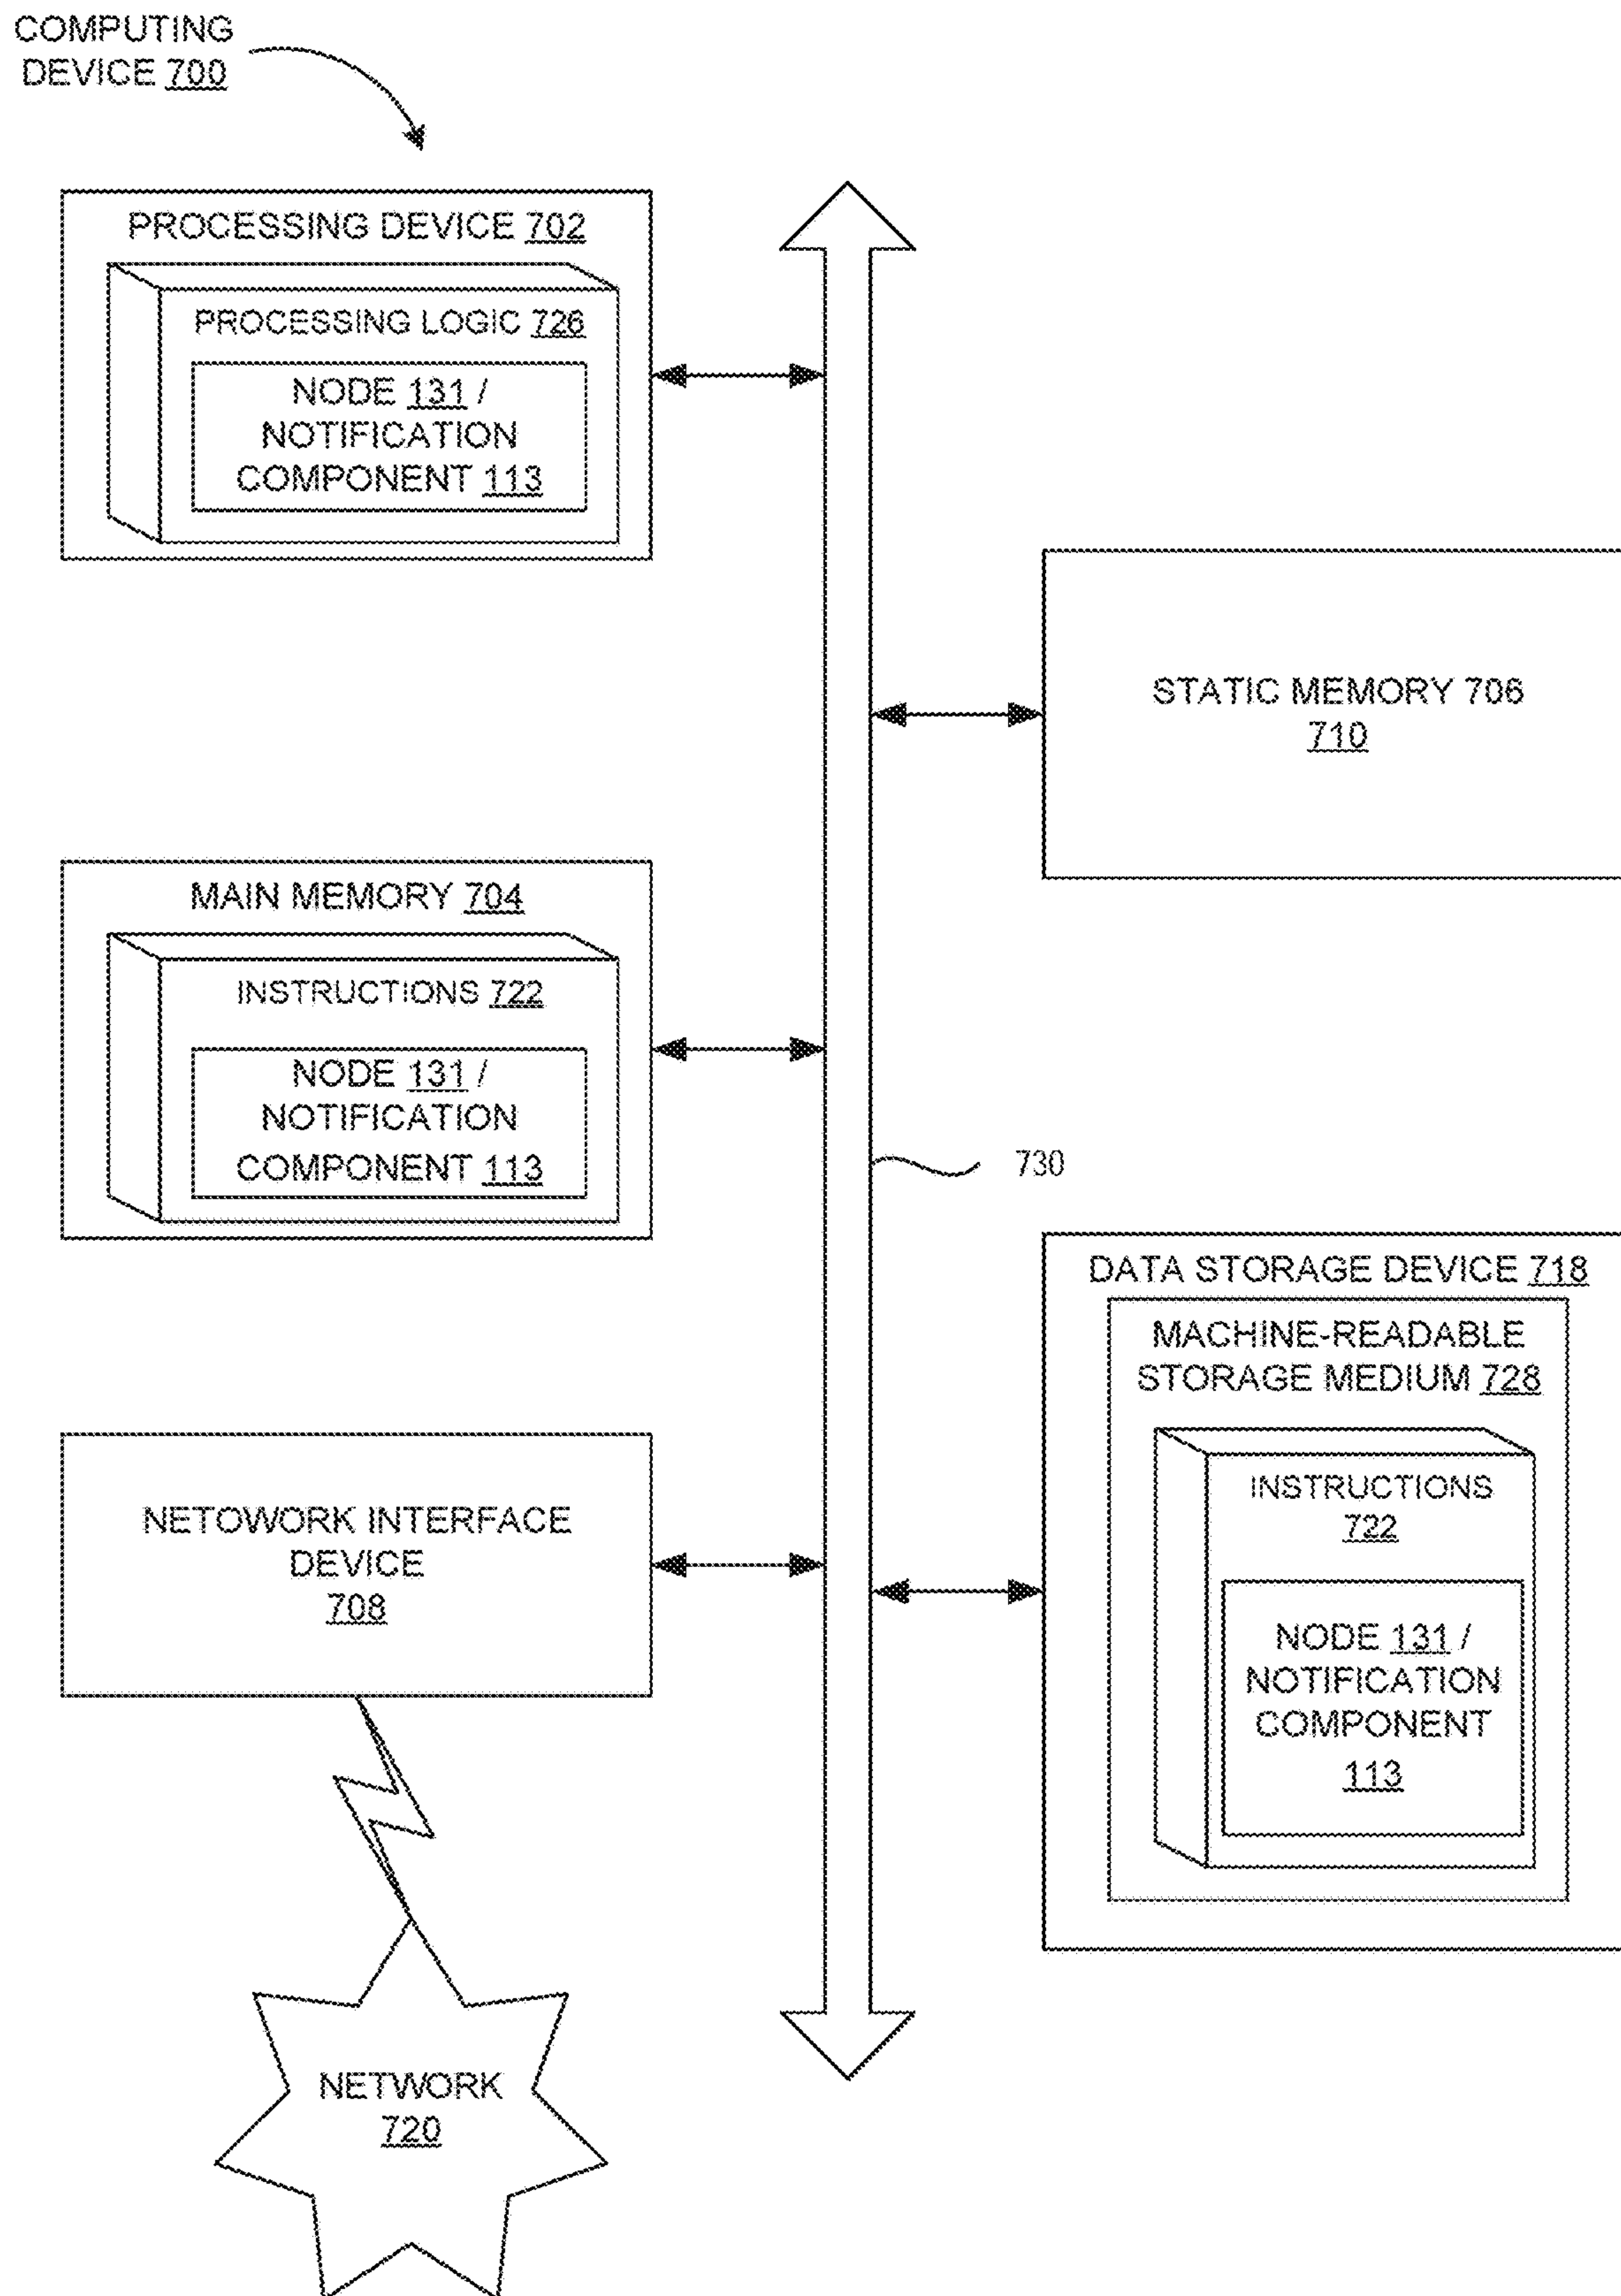 COMPUTING
DEVICE 700
PROCESSING DEVICE 702
PROCESSING LOGIC 726
NODE 131 /
NOTIFICATION
COMPONENT 113
STATIC MEMORY 706
710
MAIN MEMORY 704
INSTRUCTIONS 722
NODE 131 /
NOTIFICATION
COMPONENT 113
730
DATA STORAGE DEVICE 718
MACHINE-READABLE
STORAGE MEDIUM 728
INSTRUCTIONS
722
NODE 131 /
NOTIFICATION
COMPONENT
113
NETOWORK INTERFACE
DEVICE
708
NETWORK
720